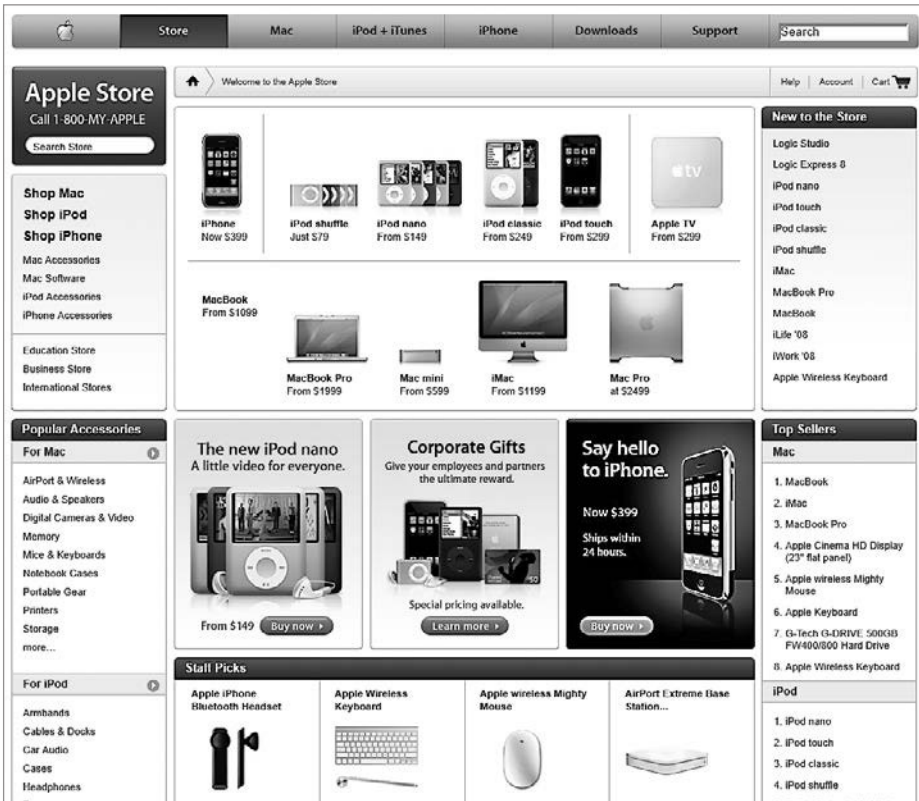 Store
Mac
iPod + iTunes
iPhone
Downloads
Support
Search
Apple Store
Call 1-800-MY-APPLE
Search Store
Welcome to the Apple Store
Help | Account | Cart
Shop Mac
Shop iPod
Shop iPhone
Mac Accessories
Mac Software
iPod Accessories
iPhone Accessories
Education Store
Business Store
International Stores
iPhone
Now $399
iPod shuffle
Just $79
iPod nano
From $149
iPod classic
From $249
iPod touch
From $299
tv
Apple TV
From $299
MacBook
From $1099
MacBook Pro
From $1999
Mac mini
From $599
iMac
From $1199
Mac Pro
at $2499
New to the Store
Logic Studio
Logic Express 8
iPod nano
iPod touch
iPod classic
iPod shuffle
iMac
MacBook Pro
MacBook
iLife '08
iWork '08
Apple Wireless Keyboard
Popular Accessories
For Mac
AirPort & Wireless
Audio & Speakers
Digital Cameras & Video
Memory
Mice & Keyboards
Notebook Cases
Portable Gear
Printers
Storage
more...
For iPod
Armbands
Cables & Docks
Car Audio
Cases
Headphones
The new iPod nano
A little video for everyone.
From $149
Buy now
Corporate Gifts
Give your employees and partners
the ultimate reward.
Special pricing available.
Learn more
Say hello
to iPhone.
Now $399
Ships within
24 hours.
Buy now
Staff Picks
Apple iPhone
Bluetooth Headset
Apple Wireless
Keyboard
Apple wireless Mighty
Mouse
AirPort Extreme Base
Station...
Top Sellers
Mac
1. MacBook
2. iMac
3. MacBook Pro
4. Apple Cinema HD Display
(23" flat panel)
5. Apple wireless Mighty
Mouse
6. Apple Keyboard
7. G-Tech G-DRIVE 500GB
FW400/800 Hard Drive
8. Apple Wireless Keyboard
iPod
1. iPod nano
2. iPod touch
3. iPod classic
4. iPod shuffle